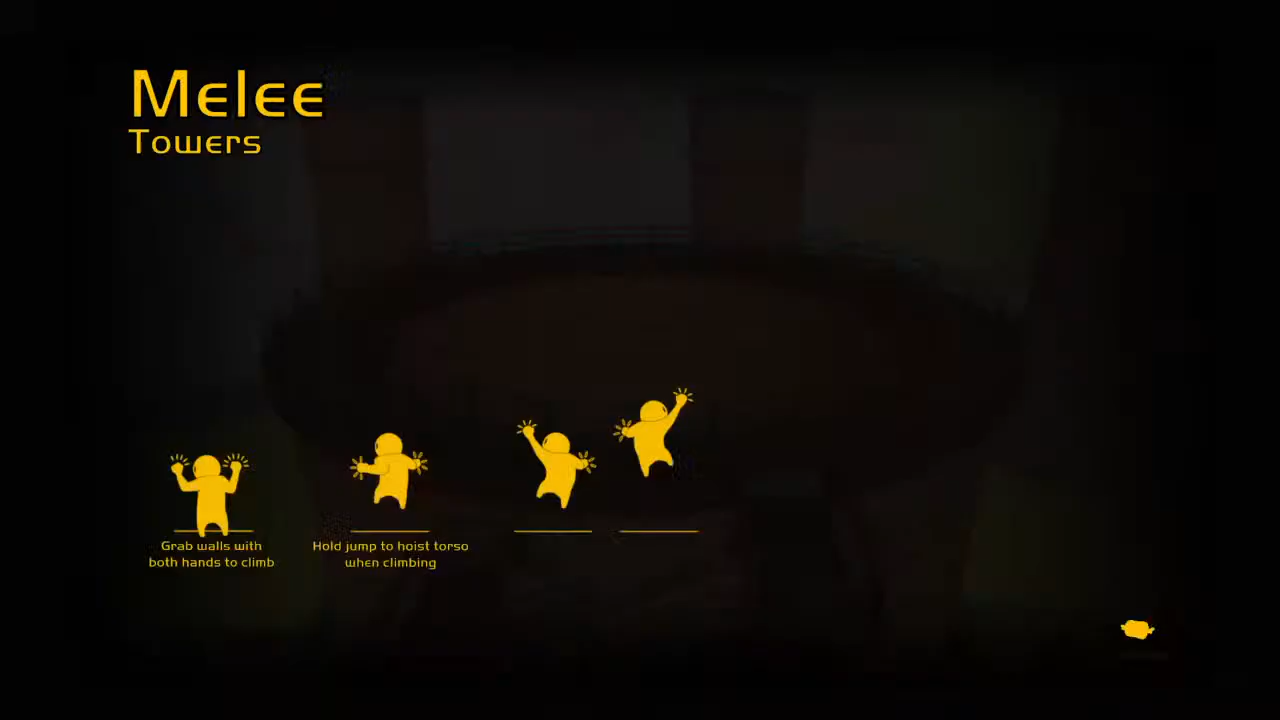 Melee
Towers
Grab walls with
both hands to climb
Hold jump to hoist torso
when climbing